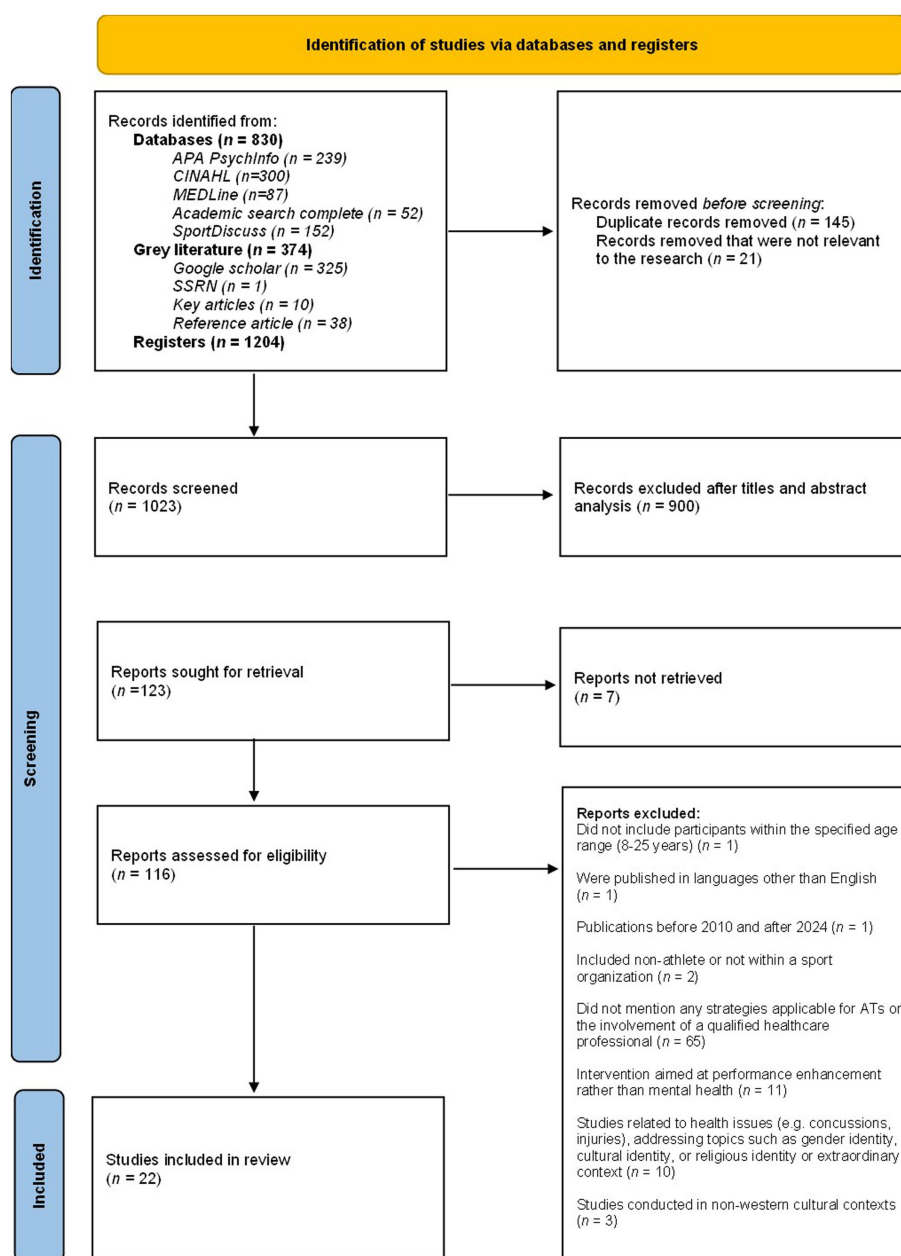 Identification of studies via databases and registers
Identification
Records identified from:
Databases (n = 830)
APA PsychInfo (n = 239)
CINAHL (n=300)
MEDLine (n=87)
Academic search complete (n = 52)
SportDiscuss (n = 152)
Grey literature (n = 374)
Google scholar (n = 325)
SSRN (n = 1)
Key articles (n = 10)
Reference article (n = 38)
Registers (n = 1204)
Records removed before screening:
Duplicate records removed (n = 145)
Records removed that were not relevant
to the research (n = 21)
Screening
Records screened
(n = 1023)
Records excluded after titles and abstract
analysis (n = 900)
Reports sought for retrieval
(n =123)
Reports not retrieved
(n = 7)
Reports assessed for eligibility
(n = 116)
Reports excluded:
Did not include participants within the specified age
range (8-25 years) (n = 1)
Were published in languages other than English
(n = 1)
Publications before 2010 and after 2024 (n = 1)
Included non-athlete or not within a sport
organization (n = 2)
Did not mention any strategies applicable for ATs or
the involvement of a qualified healthcare
professional (n = 65)
Intervention aimed at performance enhancement
rather than mental health (n = 11)
Studies related to health issues (e.g. concussions,
injuries), addressing topics such as gender identity,
cultural identity, or religious identity or extraordinary
context (n = 10)
Studies conducted in non-western cultural contexts
(n = 3)
Included
Studies included in review
(n = 22)